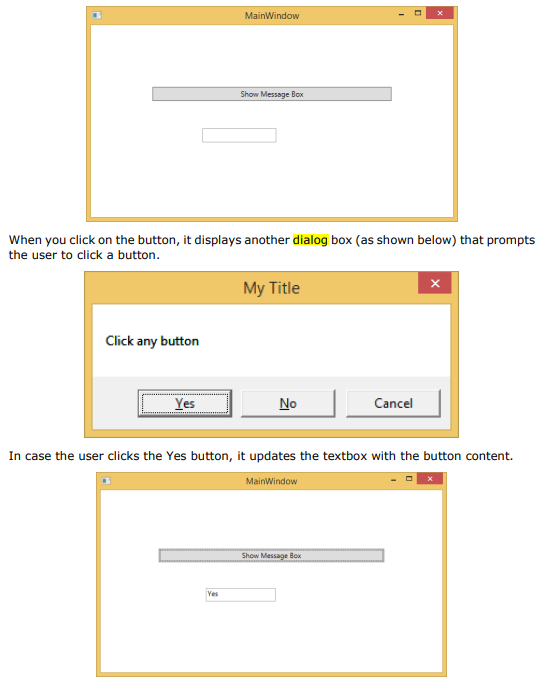 MainWindow
Show Message Box
When you click on the button, it displays another dialog box (as shown below) that prompts
the user to click a button.
My Title
Click any button
Yes
No
Cancel
In case the user clicks the Yes button, it updates the textbox with the button content.
MainWindow
Show Message Box
Yes